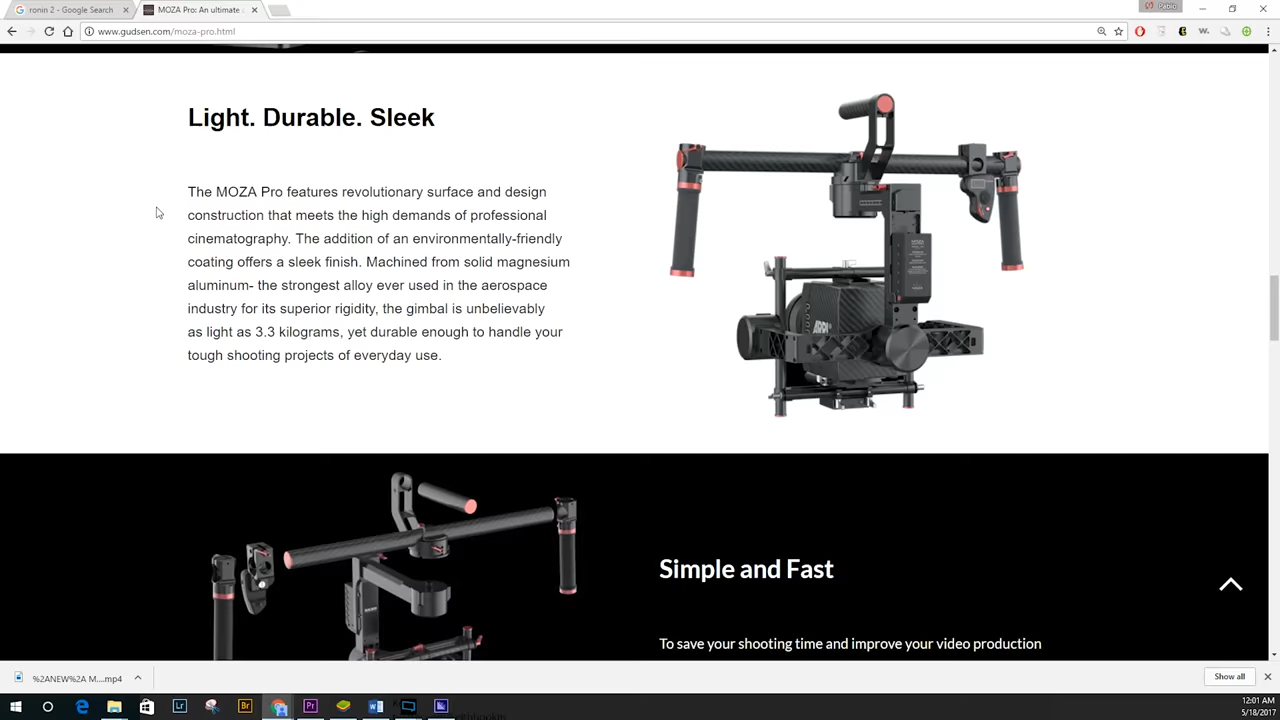 ronin 2 - Google Search
MOZA Pro: An ultimate
Pablo
www.gudsen.com/moza-pro.html
Light. Durable. Sleek
The MOZA Pro features revolutionary surface and design
construction that meets the high demands of professional
cinematography. The addition of an environmentally-friendly
coating offers a sleek finish. Machined from solid magnesium
aluminum- the strongest alloy ever used in the aerospace
industry for its superior rigidity, the gimbal is unbelievably
as light as 3.3 kilograms, yet durable enough to handle your
tough shooting projects of everyday use.
ARRI
Simple and Fast
To save your shooting time and improve your video production
%2ANEW%2A M....mp4
Show all
Lr
Br
Pr
12:01 AM
5/18/2017